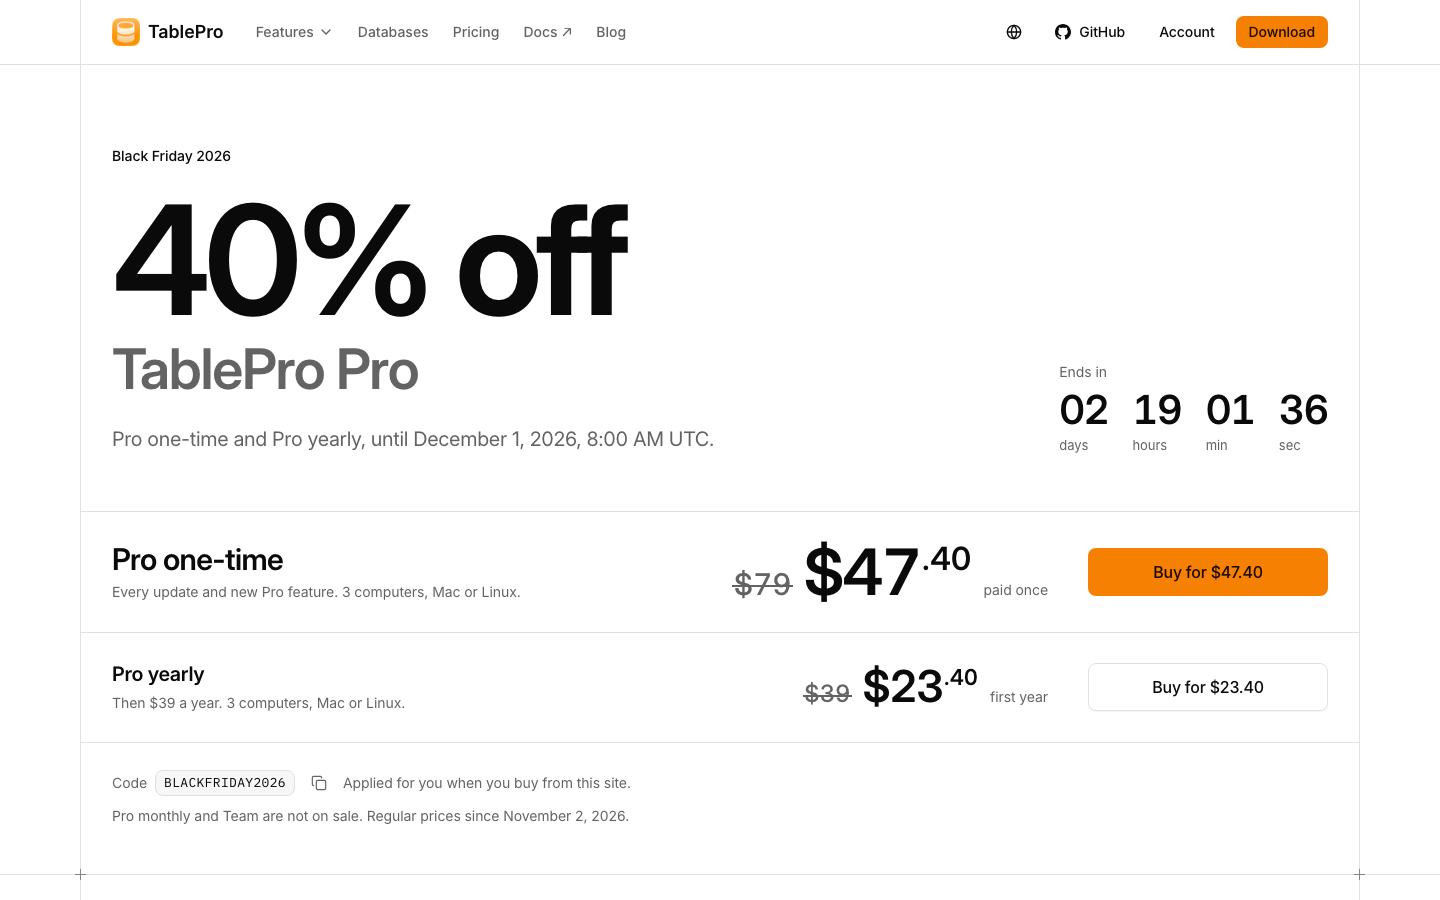 TablePro
Features
Databases
Pricing
Docs
Blog
GitHub
Account
Download
Black Friday 2026
40% off
TablePro Pro
Pro one-time and Pro yearly, until December 1, 2026, 8:00 AM UTC.
Ends in
02 19 01 36
days hours min sec
Pro one-time
Every update and new Pro feature. 3 computers, Mac or Linux.
$79 $47.40 paid once
Buy for $47.40
Pro yearly
Then $39 a year. 3 computers, Mac or Linux.
$39 $23.40 first year
Buy for $23.40
Code BLACKFRIDAY2026 Applied for you when you buy from this site.
Pro monthly and Team are not on sale. Regular prices since November 2, 2026.